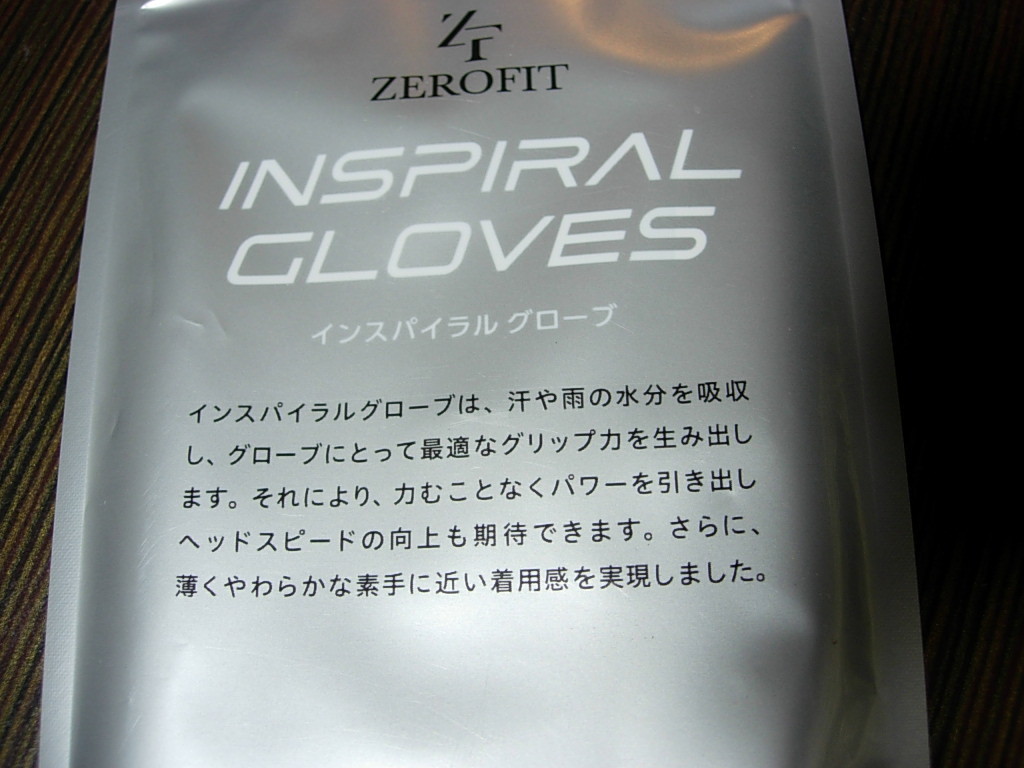 ZT
ZEROFIT
INSPIRAL
GLOVES
インスパイラル グローブ
インスパイラルグローブは、汗や雨の水分を吸収
し、グローブにとって最適なグリップ力を生み出し
ます。それにより、力むことなくパワーを引き出し
ヘッドスピードの向上も期待できます。さらに、
薄くやわらかな素手に近い着用感を実現しました。